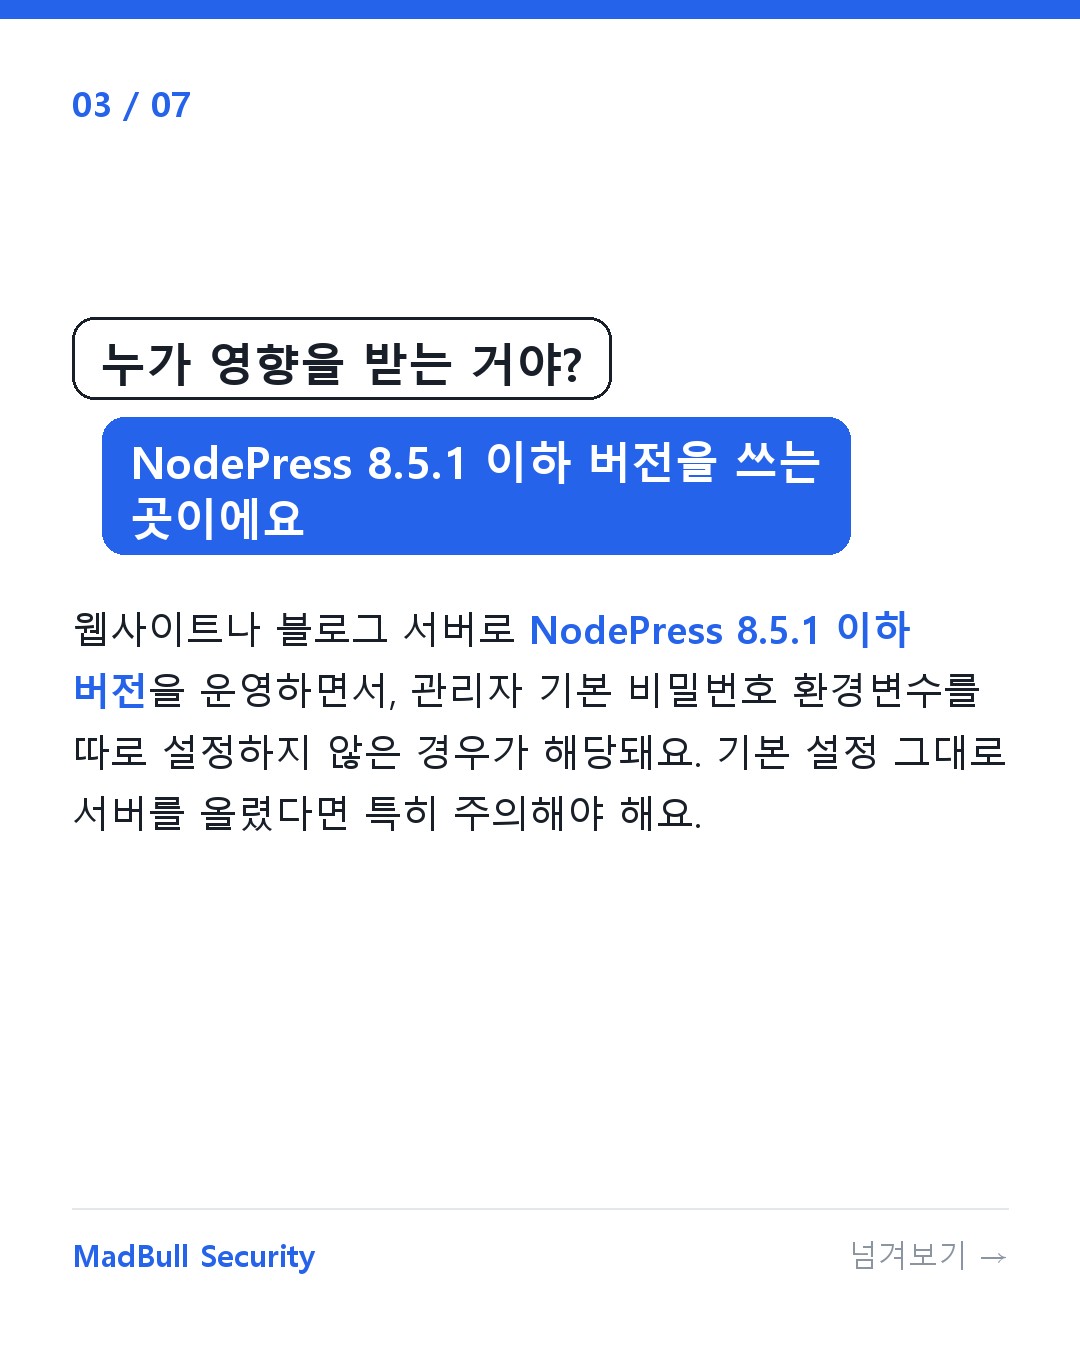 03 / 07
누가 영향을 받는 거야?
NodePress 8.5.1 이하 버전을 쓰는
곳이에요
웹사이트나 블로그 서버로 NodePress 8.5.1 이하
버전을 운영하면서, 관리자 기본 비밀번호 환경변수를
따로 설정하지 않은 경우가 해당돼요. 기본 설정 그대로
서버를 올렸다면 특히 주의해야 해요.
MadBull Security
넘겨보기 →